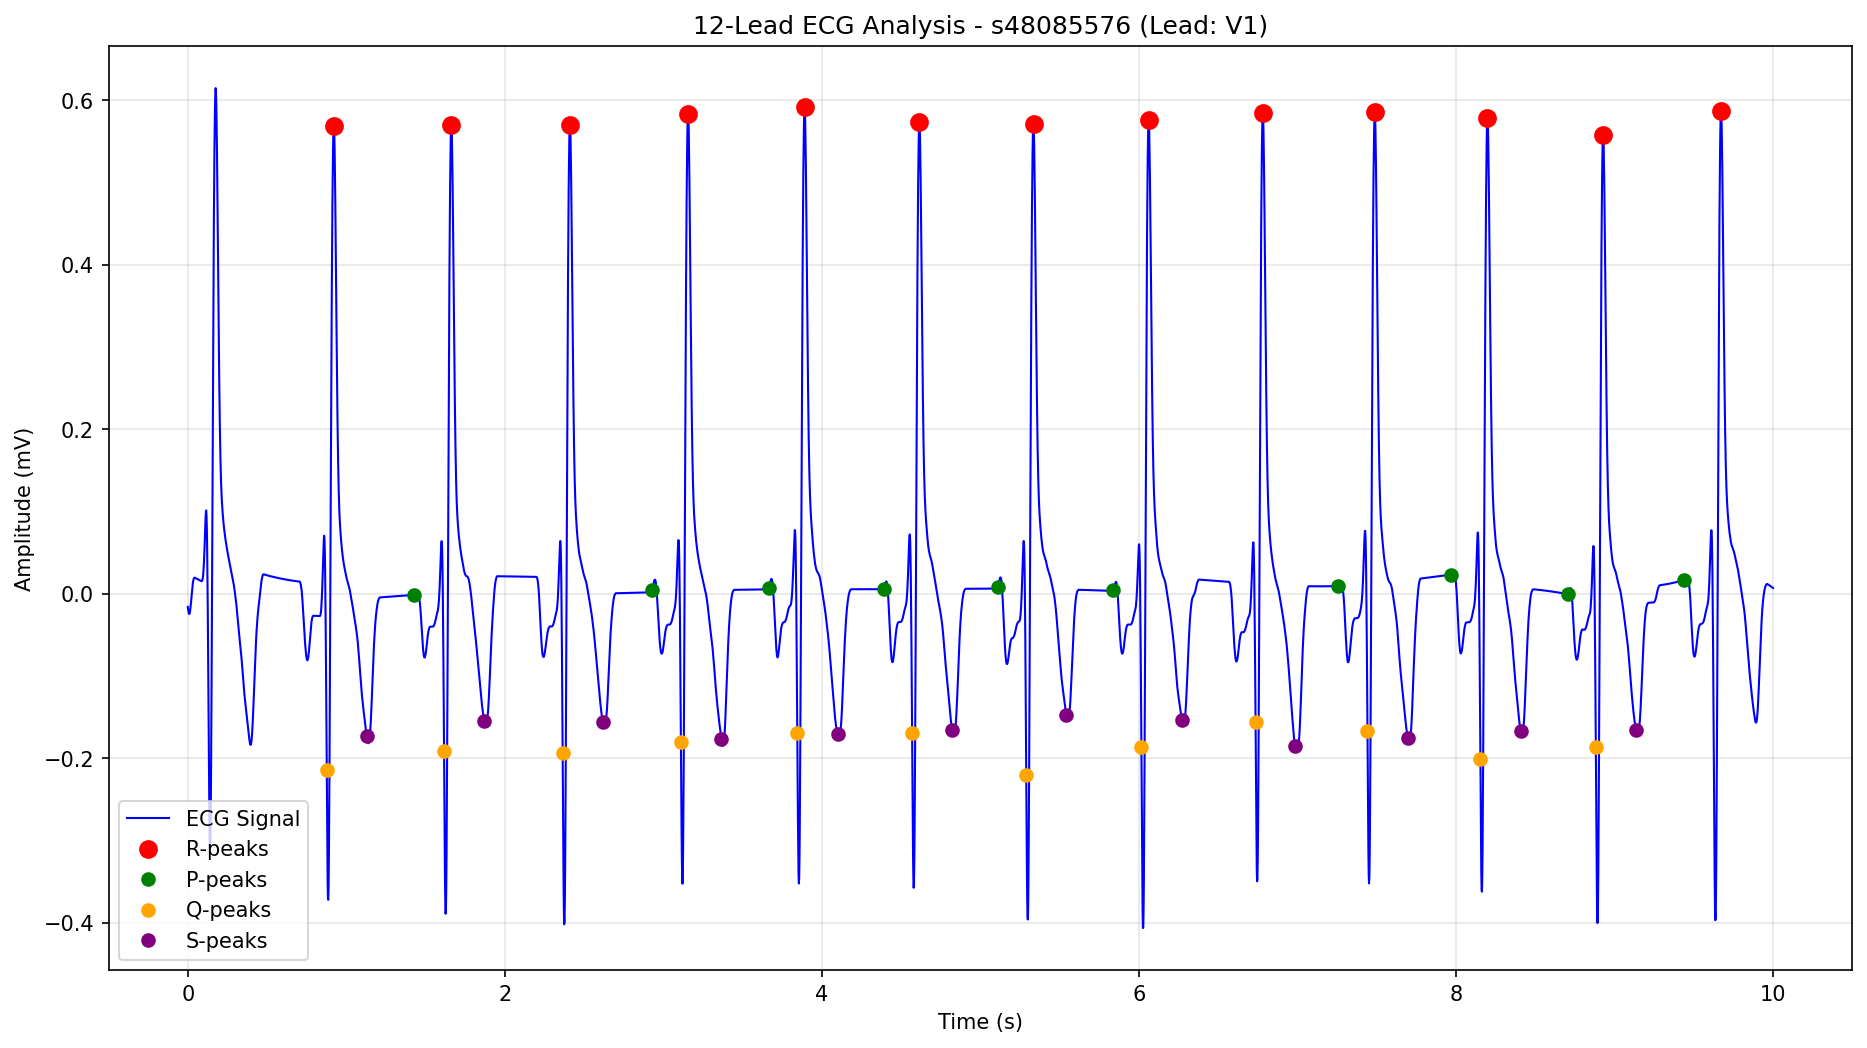 12-Lead ECG Analysis - s48085576 (Lead: V1)
Amplitude (mV)
0.6
0.4
0.2
0.0
−0.2
−0.4
ECG Signal
R-peaks
P-peaks
Q-peaks
S-peaks
0 2 4 6 8 10
Time (s)